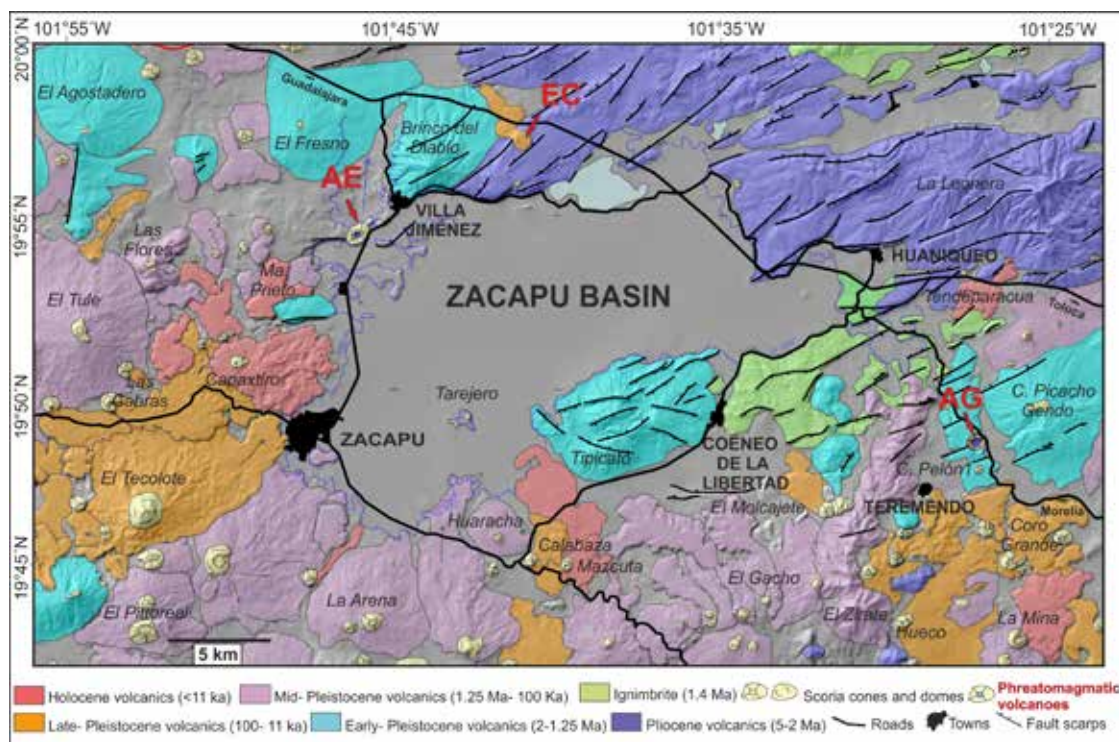 101°55'W 101°45'W 101°35'W 101°25'W
20°00'N
El Agostadero
Guadalajara
El Fresno
Brinco del
Diablo
EC
AE
La Leonera
19°55'N
VILLA
JIMÉNEZ
Las
Flores
HUANIQUEO
Ma.
Prieto
El Tule
ZACAPU BASIN
Tendeparacua
Toluca
Las
Cabras
Capaxtiro
19°50'N
Tarejero
C. Picacho
Gendo
AG
ZACAPU
COENEO
DE LA
LIBERTAD
Tipicato
El Tecolote
C. Pelón
El Molcajete
TEREMENDO
Morelia
Huaracha
Coro
Grande
19°45'N
Calabaza
Mazcuta
El Gacho
El Pitforeal
La Arena
El Zirate
La Mina
Hueco
5 km
Holocene volcanics (<11 ka) Mid- Pleistocene volcanics (1.25 Ma- 100 Ka) Ignimbrite (1.4 Ma) Scoria cones and domes Phreatomagmatic
volcanoes
Late- Pleistocene volcanics (100- 11 ka) Early- Pleistocene volcanics (2-1.25 Ma) Pliocene volcanics (5-2 Ma) Roads Towns Fault scarps